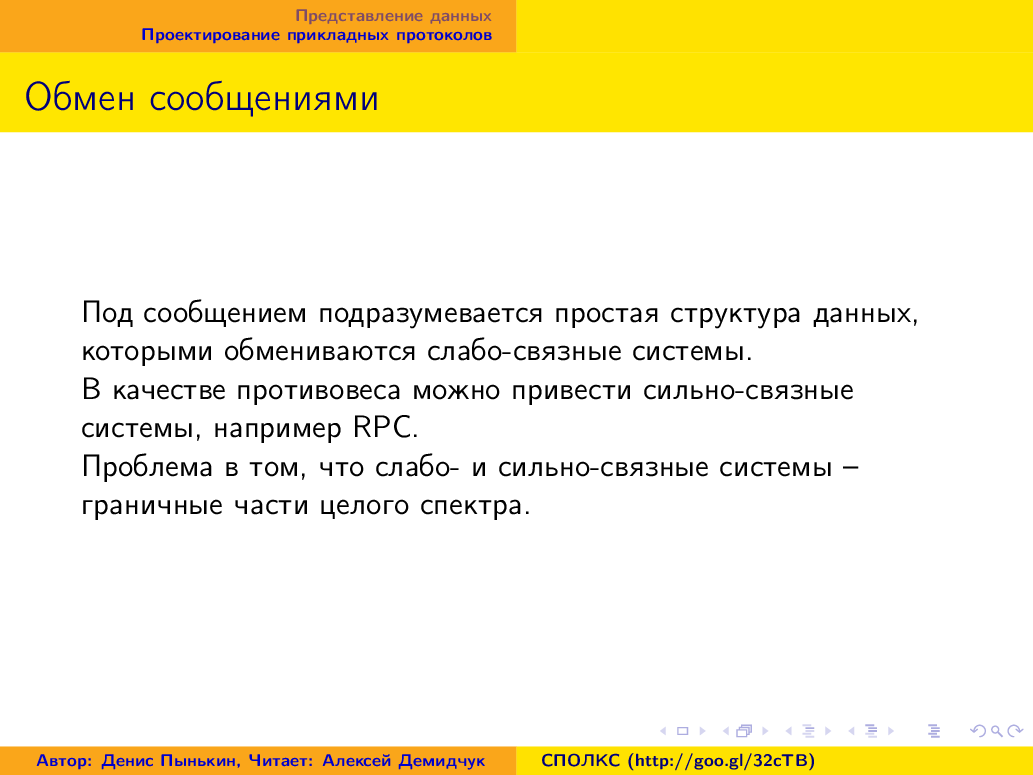 Представление данных
Проектирование прикладных протоколов
Обмен сообщениями
Под сообщением подразумевается простая структура данных,
которыми обмениваются слабо-связные системы.
В качестве противовеса можно привести сильно-связные
системы, например RPC.
Проблема в том, что слабо- и сильно-связные системы –
граничные части целого спектра.
Автор: Денис Пынькин, Читает: Алексей Демидчук
СПОЛКС (http://goo.gl/32cTB)